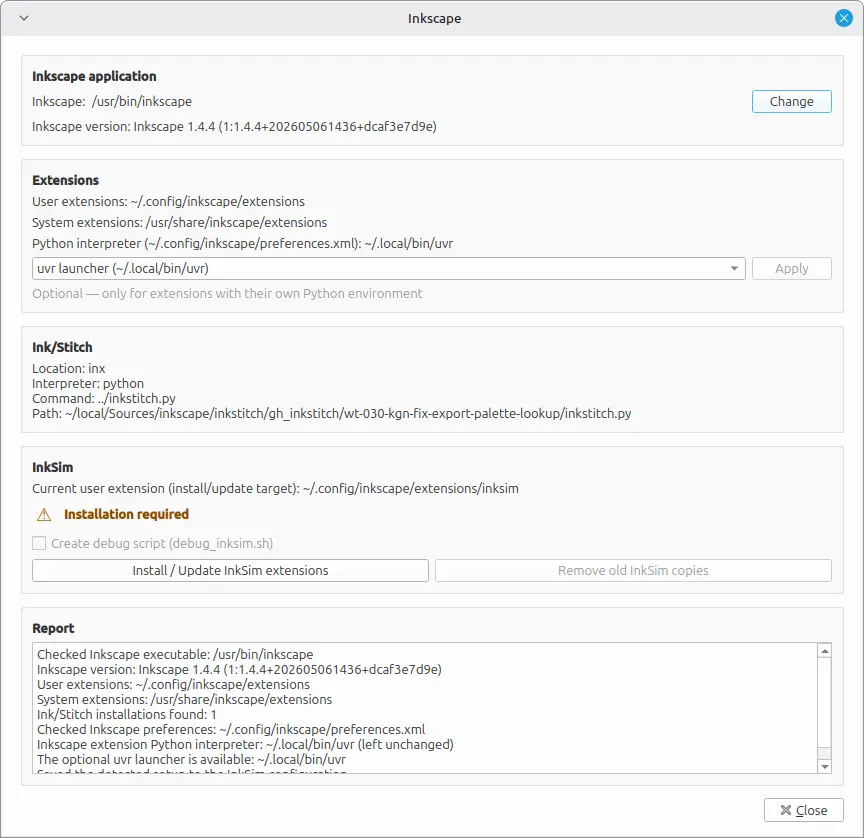 Inkscape
Inkscape application
Inkscape: /usr/bin/inkscape
Change
Inkscape version: Inkscape 1.4.4 (1:1.4.4+202605061436+dcaf3e7d9e)
Extensions
User extensions: ~/.config/inkscape/extensions
System extensions: /usr/share/inkscape/extensions
Python interpreter (~/.config/inkscape/preferences.xml): ~/.local/bin/uvr
uvr launcher (~/.local/bin/uvr)
Apply
Optional — only for extensions with their own Python environment
Ink/Stitch
Location: inx
Interpreter: python
Command: ../inkstitch.py
Path: ~/local/Sources/inkscape/inkstitch/gh_inkstitch/wt-030-kgn-fix-export-palette-lookup/inkstitch.py
InkSim
Current user extension (install/update target): ~/.config/inkscape/extensions/inksim
Installation required
Create debug script (debug_inksim.sh)
Install / Update InkSim extensions
Remove old InkSim copies
Report
Checked Inkscape executable: /usr/bin/inkscape
Inkscape version: Inkscape 1.4.4 (1:1.4.4+202605061436+dcaf3e7d9e)
User extensions: ~/.config/inkscape/extensions
System extensions: /usr/share/inkscape/extensions
Ink/Stitch installations found: 1
Checked Inkscape preferences: ~/.config/inkscape/preferences.xml
Inkscape extension Python interpreter: ~/.local/bin/uvr (left unchanged)
The optional uvr launcher is available: ~/.local/bin/uvr
Saved the detected setup to the InkSim configuration
Close